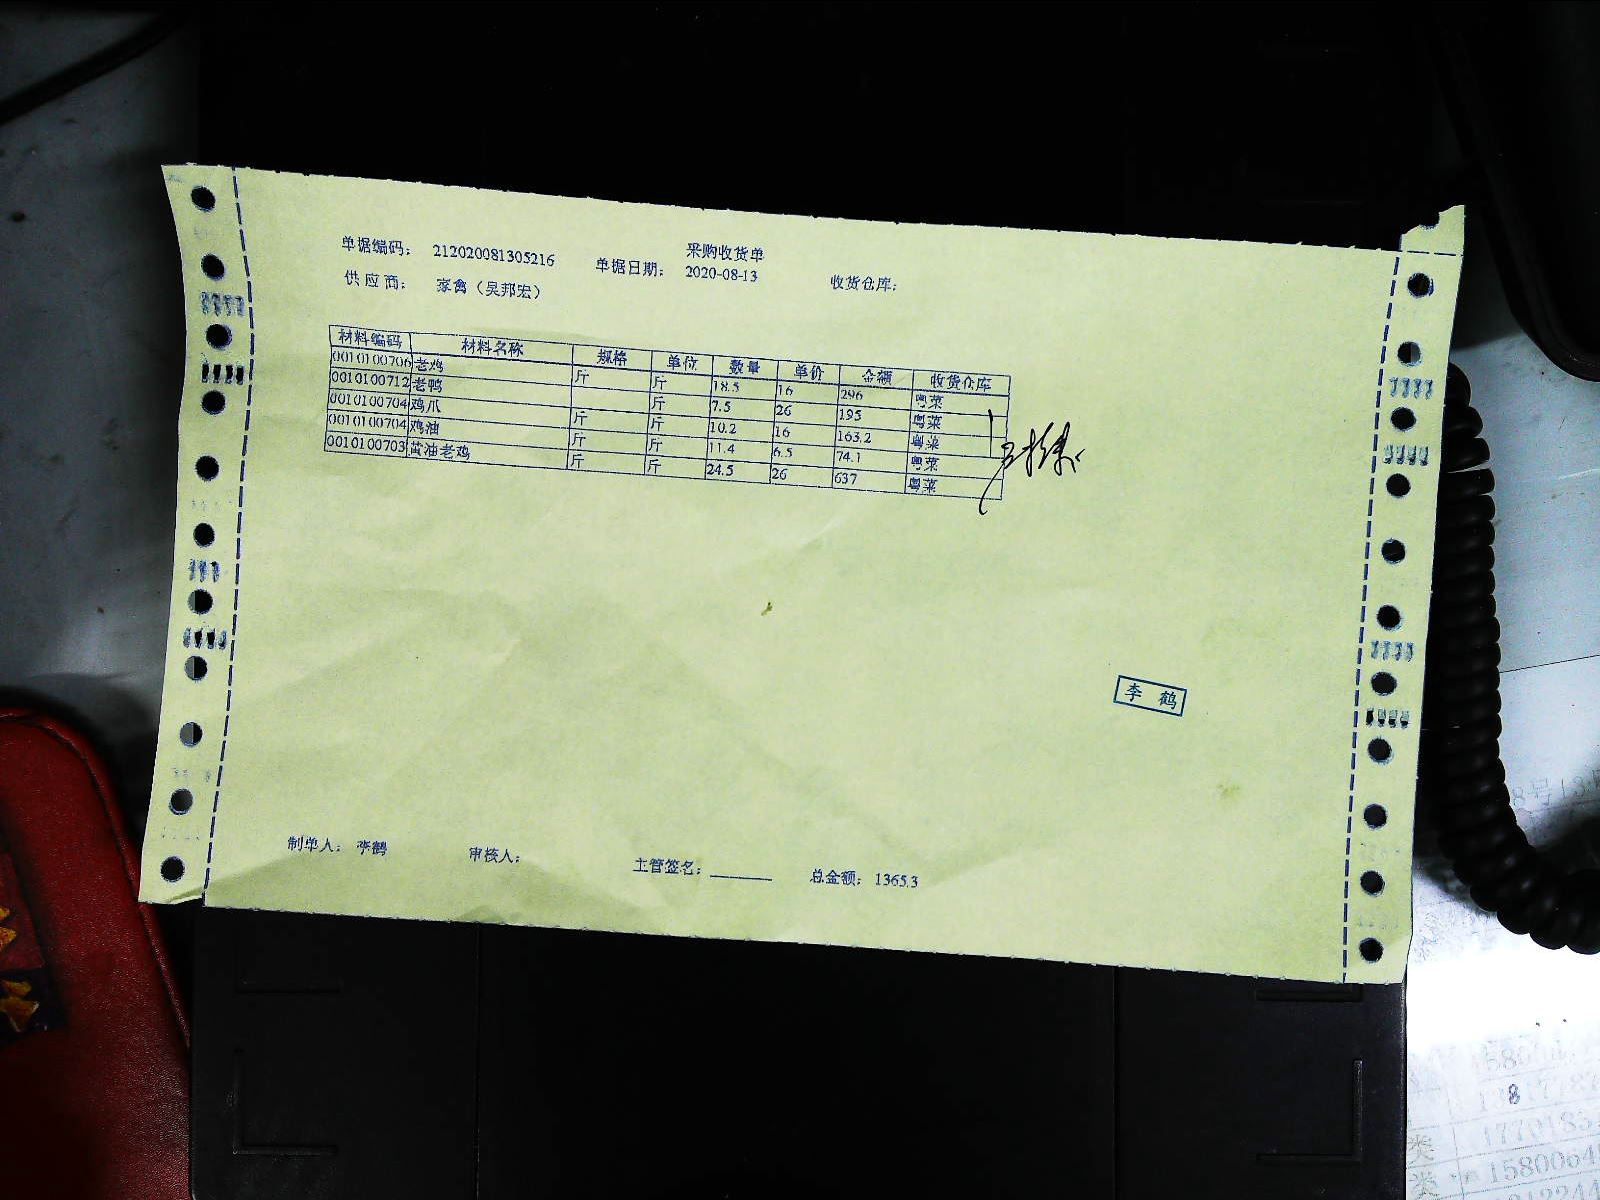 采购收货单
单据编码: 212020081305216 单据日期: 2020-08-13 收货仓库:
供应商: 家禽（吴邦宏）
材料编码 材料名称 规格 单位 数量 单价 金额 收货仓库
0010100706 老鸡 斤 斤 18.5 16 296 粤菜
0010100712 老鸭 斤 7.5 26 195 粤菜
0010100704 鸡爪 斤 斤 10.2 16 163.2 粤菜
0010100704 鸡油 斤 斤 11.4 6.5 74.1 粤菜
0010100703 黄油老鸡 斤 斤 24.5 26 637 粤菜
李 鹤
制单人: 李鹤 审核人: 主管签名: 总金额: 1365.3
类 177018
类 158006